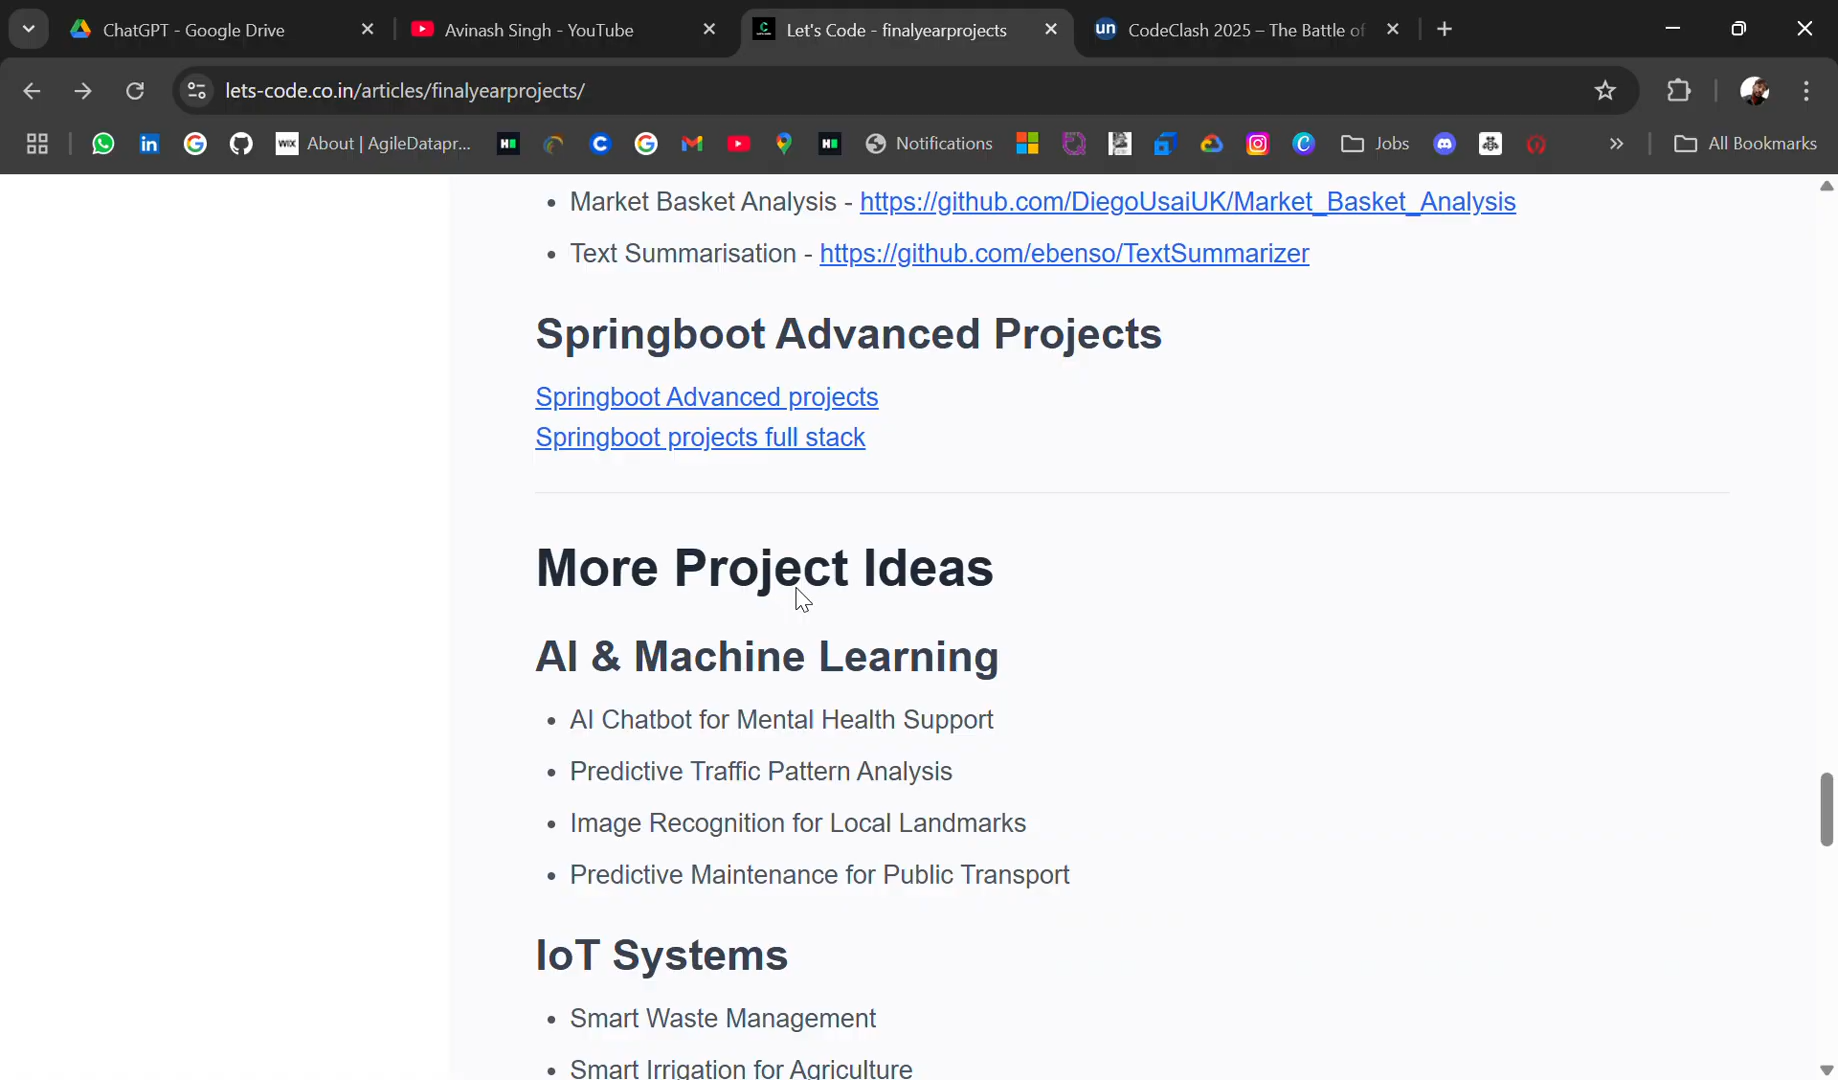 ChatGPT - Google Drive
Avinash Singh - YouTube
Let's Code - finalyearprojects
un
CodeClash 2025 – The Battle of
lets-code.co.in/articles/finalyearprojects/
WIX
About | AgileDatapr...
Notifications
Jobs
All Bookmarks
• Market Basket Analysis - https://github.com/DiegoUsaiUK/Market_Basket_Analysis
• Text Summarisation - https://github.com/ebenso/TextSummarizer
Springboot Advanced Projects
Springboot Advanced projects
Springboot projects full stack
More Project Ideas
AI & Machine Learning
• AI Chatbot for Mental Health Support
• Predictive Traffic Pattern Analysis
• Image Recognition for Local Landmarks
• Predictive Maintenance for Public Transport
IoT Systems
• Smart Waste Management
• Smart Irrigation for Agriculture